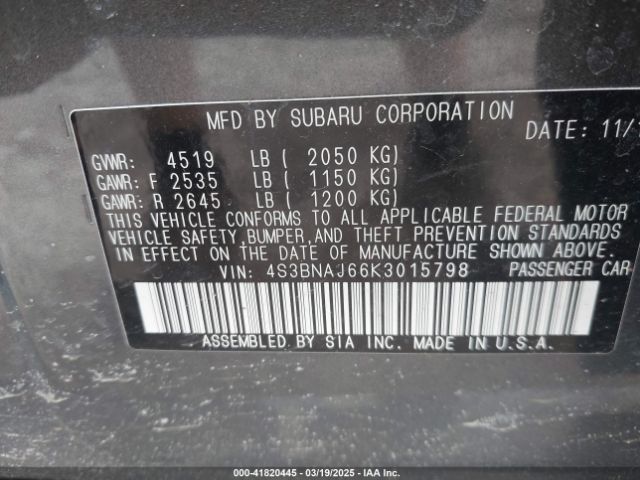 MFD BY SUBARU CORPORATION
DATE: 11/
GVWR: 4519 LB ( 2050 KG)
GAWR: F 2535 LB ( 1150 KG)
GAWR: R 2645 LB ( 1200 KG)
THIS VEHICLE CONFORMS TO ALL APPLICABLE FEDERAL MOTOR
VEHICLE SAFETY,BUMPER,AND THEFT PREVENTION STANDARDS
IN EFFECT ON THE DATE OF MANUFACTURE SHOWN ABOVE.
VIN: 4S3BNAJ66K3015798 PASSENGER CAR
ASSEMBLED BY SIA INC. MADE IN U.S.A.
000-41820445 - 03/19/2025 - IAA Inc.